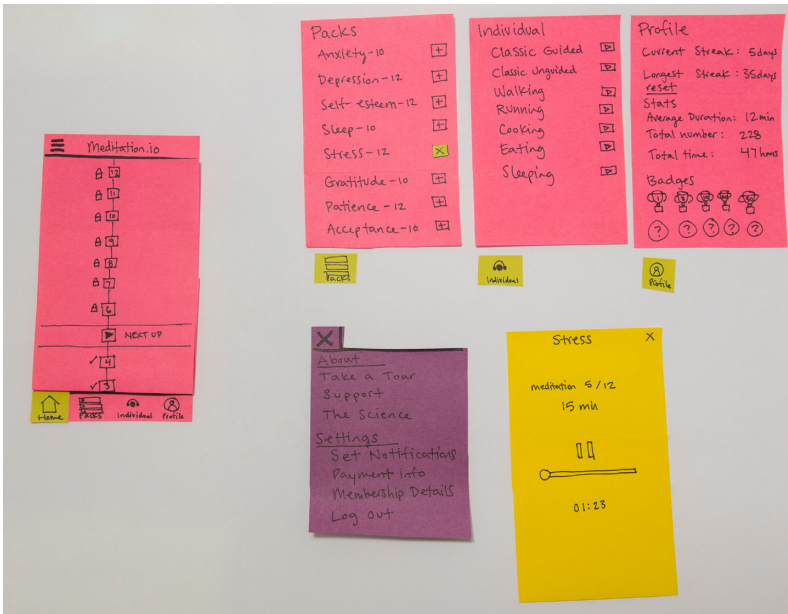 Meditation.io
12
11
10
9
8
7
6
NEXT UP
4
3
Home
Packs
Individual
Profile
Packs
Anxiety-10
Depression-12
Self-esteem-12
Sleep-10
Stress-12
Gratitude-10
Patience-12
Acceptance-10
Packs
Individual
Classic Guided
Classic Unguided
Walking
Running
Cooking
Eating
Sleeping
Individual
Profile
Current Streak: 5days
Longest Streak: 35days
reset
Stats
Average Duration: 12min
Total number: 228
Total time: 47 hours
Badges
? ? ? ? ?
Profile
X
About
Take a Tour
Support
The Science
Settings
Set Notifications
Payment Info
Membership Details
Log Out
Stress X
meditation 5/12
15 min
01:23